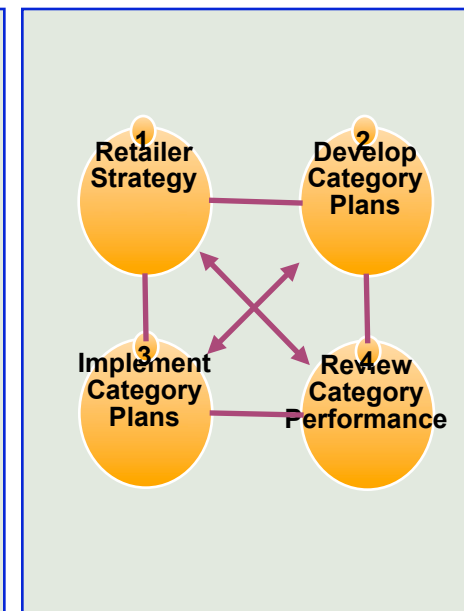 1
Retailer
Strategy
2
Develop
Category
Plans
3
Implement
Category
Plans
4
Review
Category
Performance